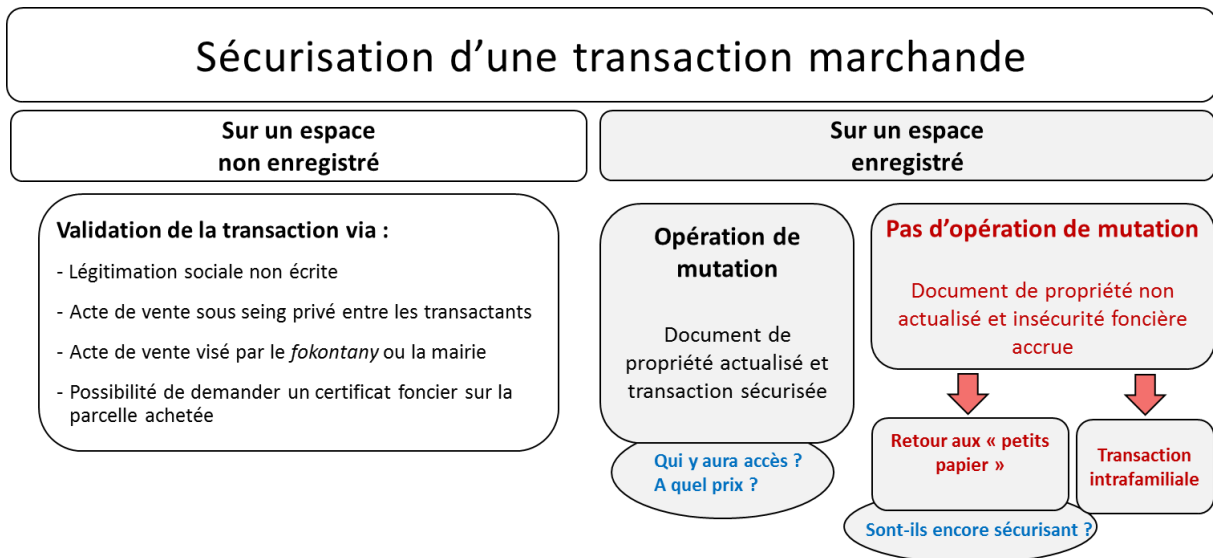 Sécurisation d’une transaction marchande
Sur un espace
non enregistré
Sur un espace
enregistré
Validation de la transaction via :
- Légitimation sociale non écrite
- Acte de vente sous seing privé entre les transactants
- Acte de vente visé par le fokontany ou la mairie
- Possibilité de demander un certificat foncier sur la
parcelle achetée
Opération de
mutation
Document de
propriété actualisé et
transaction sécurisée
Qui y aura accès ?
A quel prix ?
Pas d’opération de mutation
Document de propriété non
actualisé et insécurité foncière
accrue
Retour aux « petits
papier »
Sont-ils encore sécurisant ?
Transaction
intrafamiliale